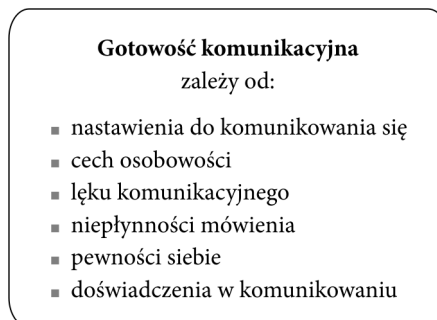 Gotowość komunikacyjna
zależy od:
▪ nastawienia do komunikowania się
▪ cech osobowości
▪ lęku komunikacyjnego
▪ niepłynności mówienia
▪ pewności siebie
▪ doświadczenia w komunikowaniu